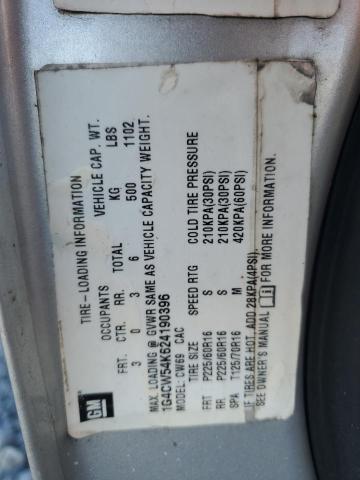 TIRE-LOADING INFORMATION
VEHICLE CAP. WT.
FRT. CTR. RR. TOTAL KG LBS
3 0 3 6 500 1102
MAX. LOADING @ GVWR SAME AS VEHICLE CAPACITY WEIGHT.
1G4CW54K624190396
MODEL: CW69 CAC
TIRE SIZE SPEED RTG COLD TIRE PRESSURE
FRT P225/60R16 S 210KPA(30PSI)
RR P225/60R16 S 210KPA(30PSI)
SPA T125/70R16 M 420KPA(60PSI)
IF TIRES ARE HOT, ADD 28KPA(4PSI).
SEE OWNER'S MANUAL FOR MORE INFORMATION.
GM